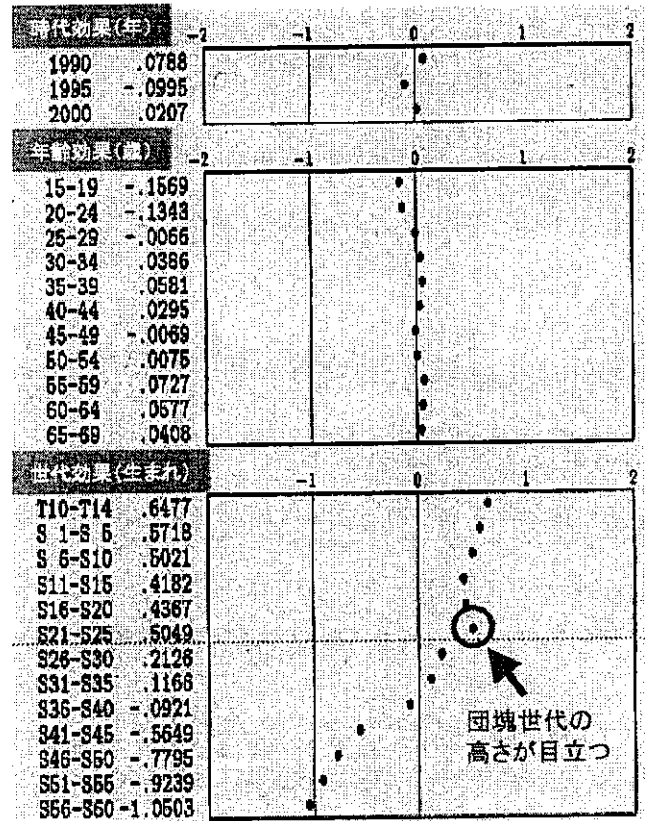 時代効果(年) -2 -1 0 1 2
1990 .0788
1995 -.0995
2000 .0207
年齢効果(歳) -2 -1 0 1 2
15-19 -.1569
20-24 -.1343
25-29 -.0066
30-34 .0386
35-39 .0581
40-44 .0295
45-49 -.0069
50-54 .0075
55-59 .0727
60-64 .0577
65-69 .0408
世代効果(生まれ) -1 0 1 2
T10-T14 .6477
S 1-S 5 .5718
S 6-S10 .5021
S11-S15 .4182
S16-S20 .4367
S21-S25 .5049
S26-S30 .2126
S31-S35 .1166
S36-S40 -.0921
S41-S45 -.5649
S46-S50 -.7795
S51-S55 -.9239
S56-S60 -1.0503
団塊世代の
高さが目立つ